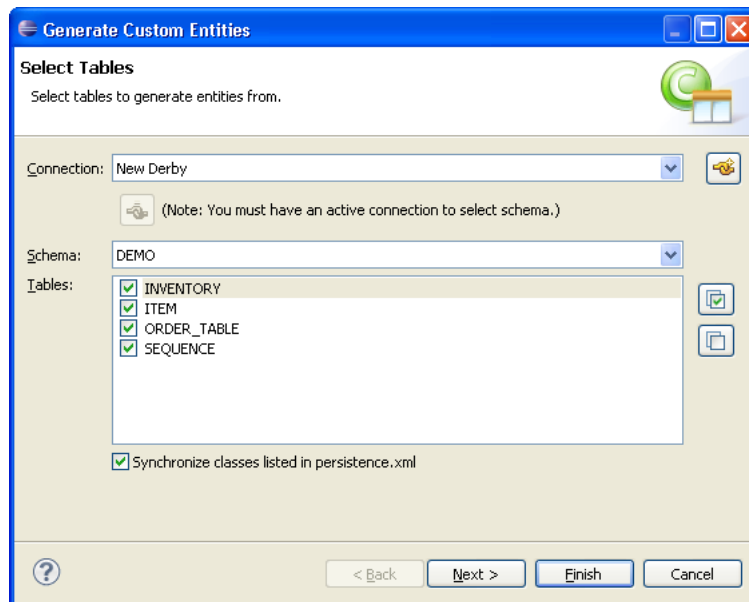 Generate Custom Entities
Select Tables
Select tables to generate entities from.
Connection: New Derby
(Note: You must have an active connection to select schema.)
Schema: DEMO
Tables:
INVENTORY
ITEM
ORDER_TABLE
SEQUENCE
Synchronize classes listed in persistence.xml
< Back Next > Finish Cancel